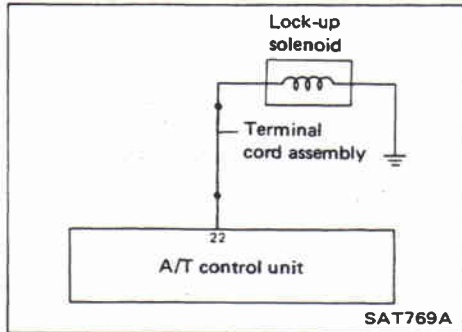 Lock-up
solenoid
Terminal
cord assembly
22
A/T control unit
SAT769A